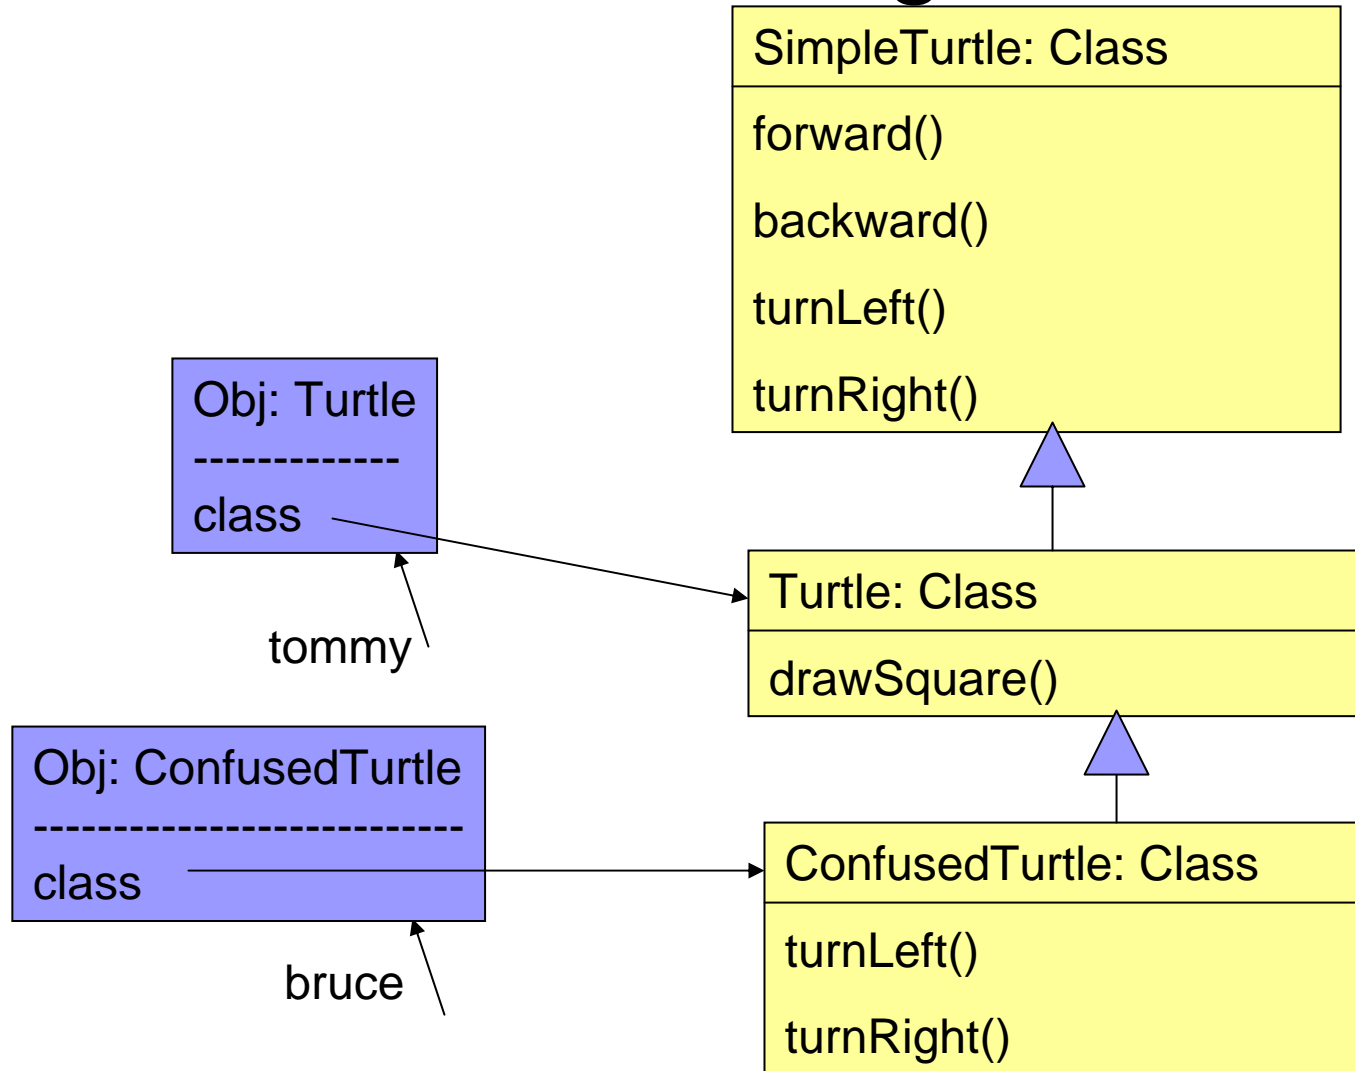 SimpleTurtle: Class
forward()
backward()
turnLeft()
turnRight()
Obj: Turtle
-------------
class
tommy
Turtle: Class
drawSquare()
Obj: ConfusedTurtle
---------------------------
class
bruce
ConfusedTurtle: Class
turnLeft()
turnRight()